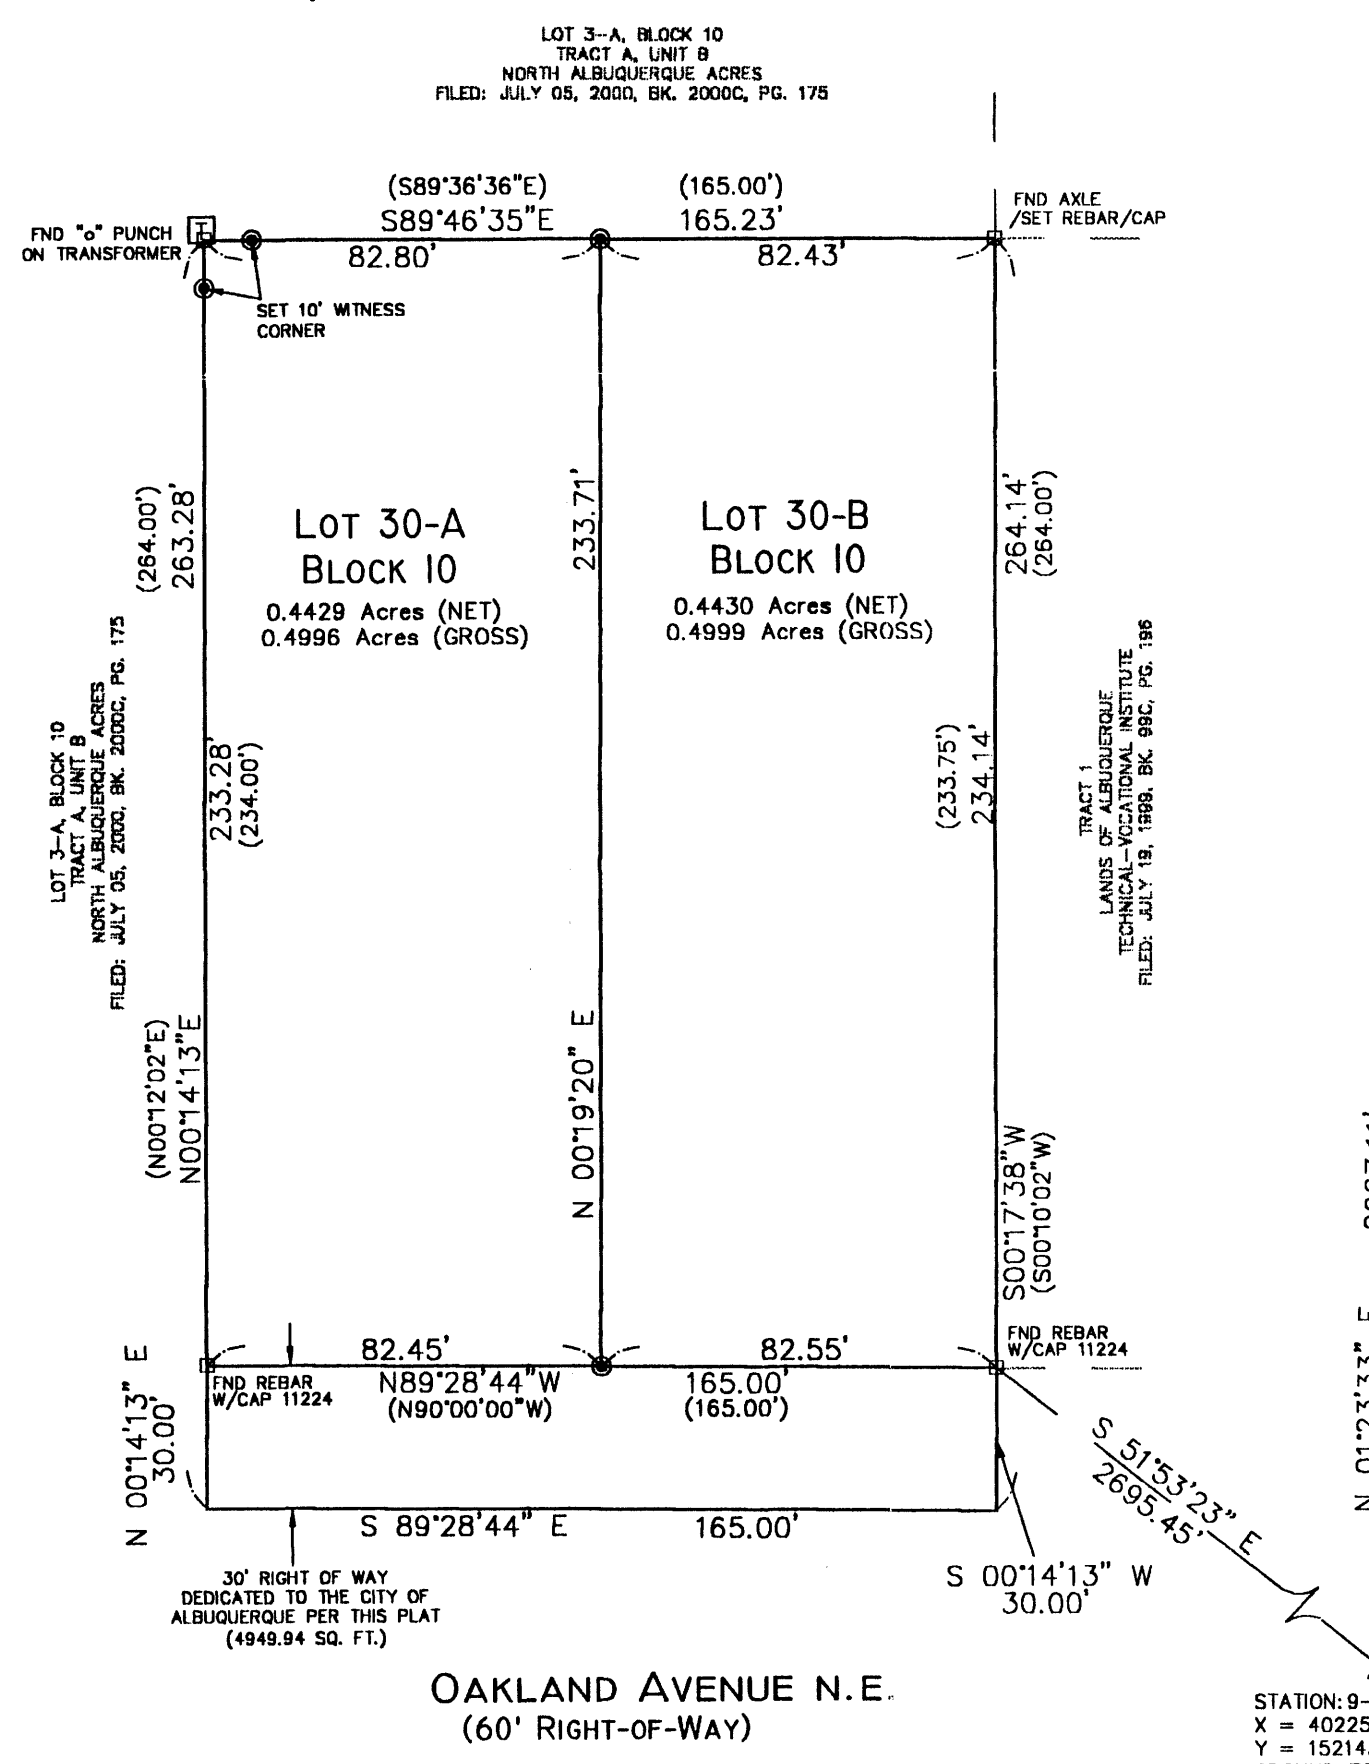 LOT 3-A, BLOCK 10
TRACT A, UNIT B
NORTH ALBUQUERQUE ACRES
FILED: JULY 05, 2000, BK. 2000C, PG. 175
(S89°36'36"E)
(165.00')
S89°46'35"E
165.23'
FND AXLE
/SET REBAR/CAP
FND "o" PUNCH
ON TRANSFORMER
T
82.80'
82.43'
SET 10' WITNESS
CORNER
(264.00')
263.28'
233.71'
264.14'
(264.00')
LOT 30-A
BLOCK 10
0.4429 Acres (NET)
0.4996 Acres (GROSS)
LOT 30-B
BLOCK 10
0.4430 Acres (NET)
0.4999 Acres (GROSS)
LOT 3-A, BLOCK 10
TRACT A, UNIT B
NORTH ALBUQUERQUE ACRES
FILED: JULY 05, 2000, BK. 2000C, PG. 175
233.28'
(234.00')
(233.75')
234.14'
TRACT 1
LANDS OF ALBUQUERQUE
TECHNICAL-VOCATIONAL INSTITUTE
FILED: JULY 19, 1999, BK. 99C, PG. 196
(N00°12'02"E)
N00°14'13"E
N 00°19'20" E
S00°17'38"W
(S00°10'02"W)
82.45'
82.55'
FND REBAR
W/CAP 11224
FND REBAR
W/CAP 11224
N89°28'44"W
165.00'
(N90°00'00"W)
(165.00')
N 00°14'13" E
30.00'
S 89°28'44" E
165.00'
S 51°53'23" E
2695.45'
N 01°23'33" E
S 00°14'13" W
30.00'
30' RIGHT OF WAY
DEDICATED TO THE CITY OF
ALBUQUERQUE PER THIS PLAT
(4949.94 SQ. FT.)
OAKLAND AVENUE N.E.
(60' RIGHT-OF-WAY)
STATION: 9-
X = 40225
Y = 15214